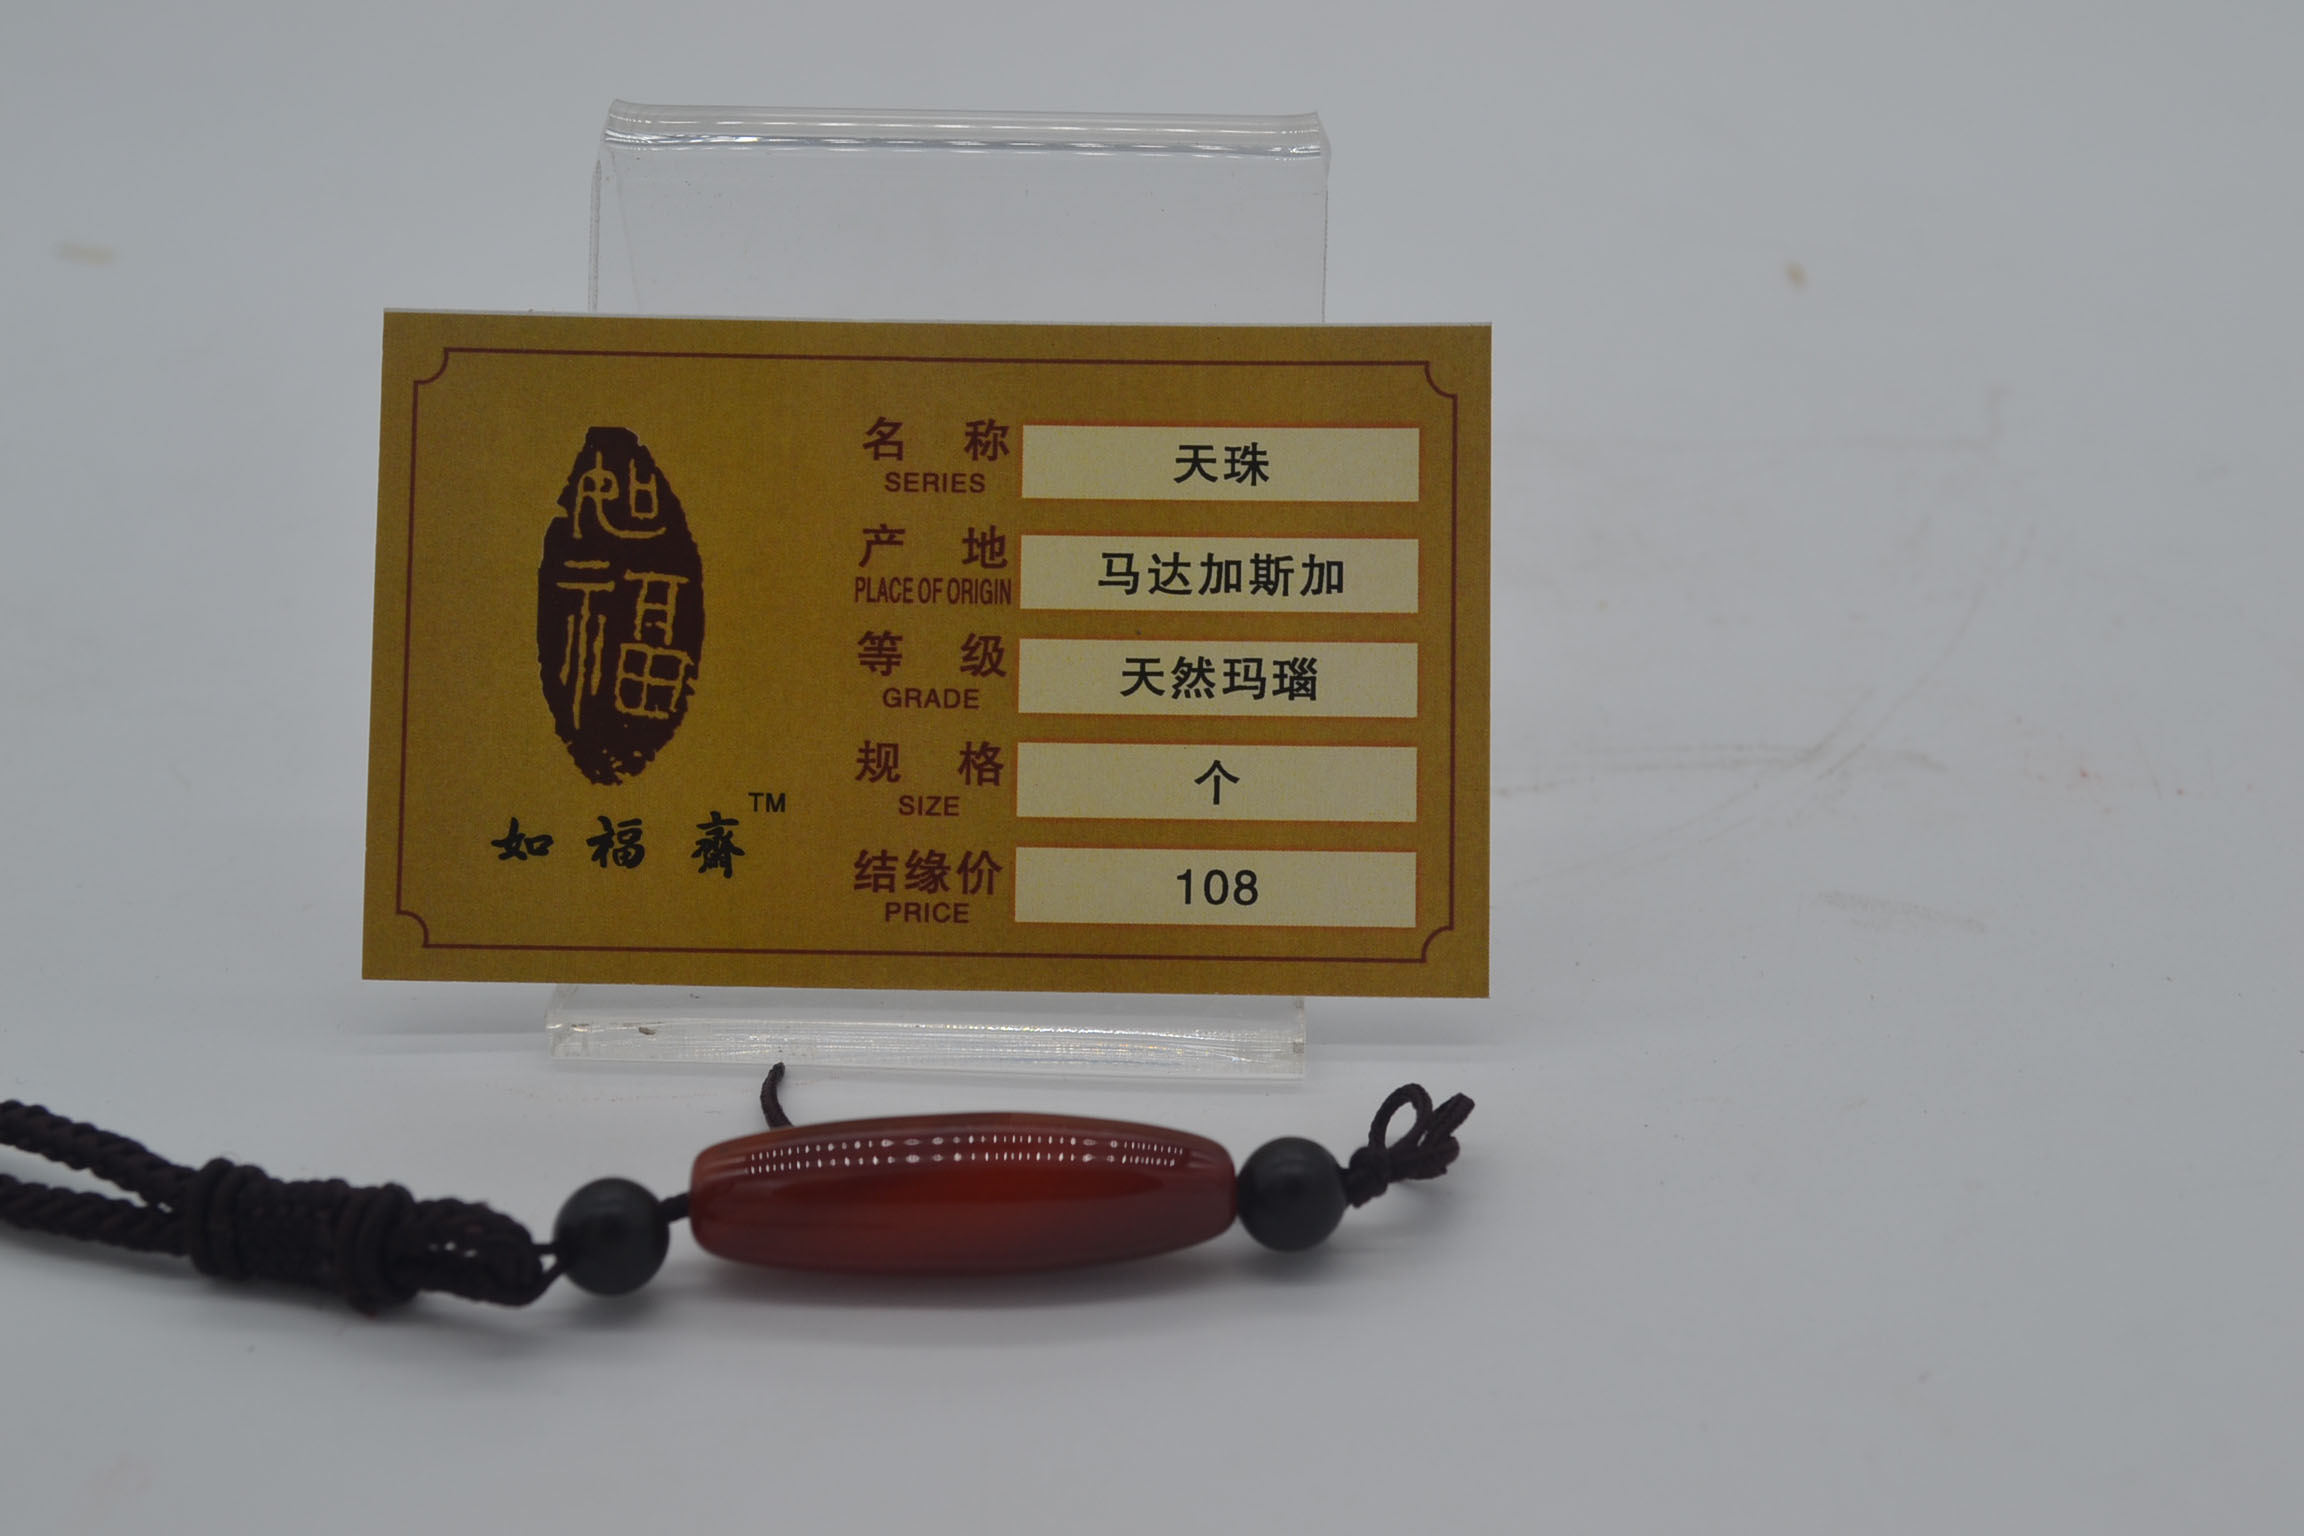 如福
如福齋™
名称 天珠
SERIES
产地 马达加斯加
PLACE OF ORIGIN
等级 天然玛瑙
GRADE
规格 个
SIZE
结缘价 108
PRICE